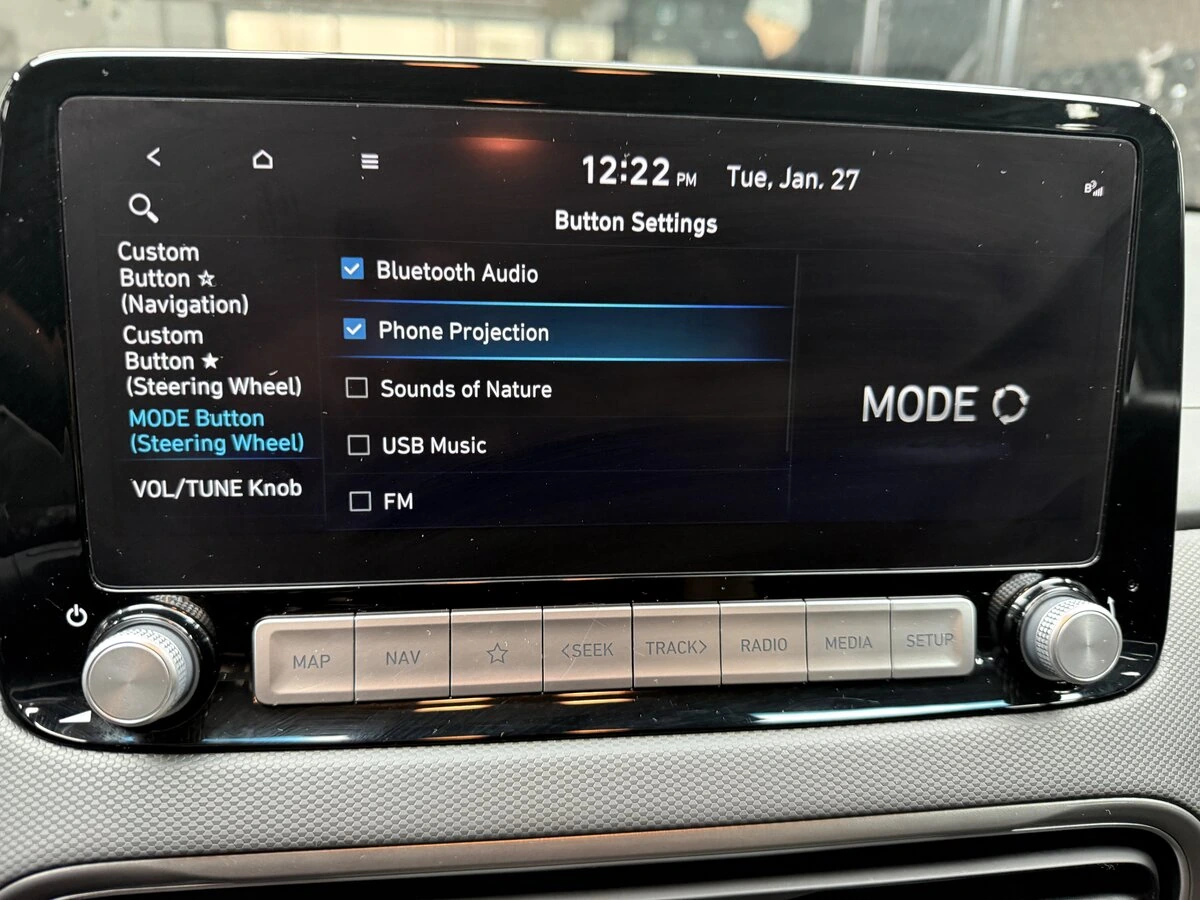 12:22 PM Tue, Jan. 27
Button Settings
Custom
Button ☆
(Navigation)
Custom
Button ★
(Steering Wheel)
MODE Button
(Steering Wheel)
VOL/TUNE Knob
Bluetooth Audio
Phone Projection
Sounds of Nature
USB Music
FM
MODE
MAP
NAV
<SEEK
TRACK>
RADIO
MEDIA
SETUP